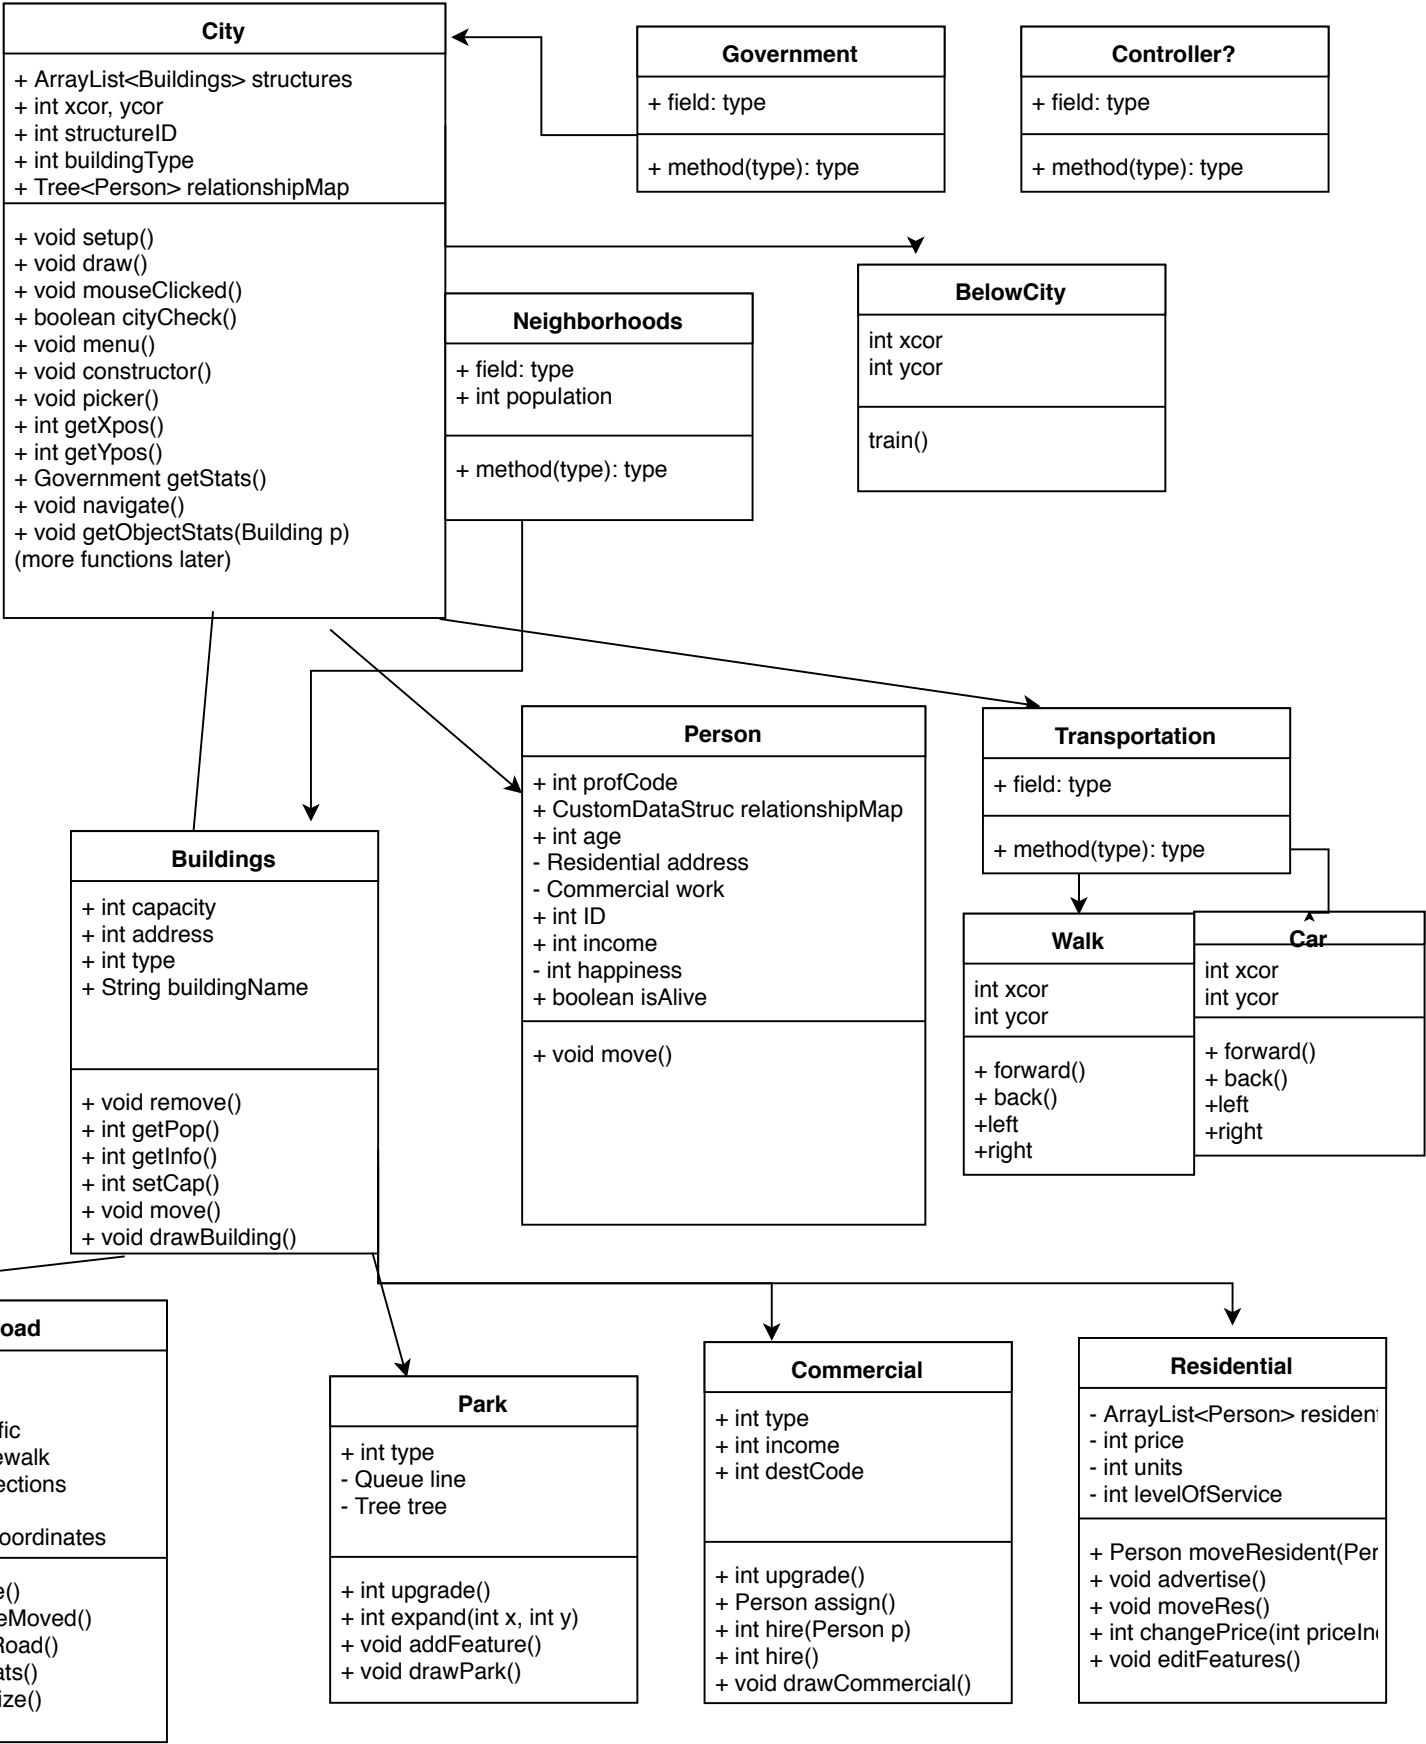 City
+ ArrayList<Buildings> structures
+ int xcor, ycor
+ int structureID
+ int buildingType
+ Tree<Person> relationshipMap
+ void setup()
+ void draw()
+ void mouseClicked()
+ boolean cityCheck()
+ void menu()
+ void constructor()
+ void picker()
+ int getXpos()
+ int getYpos()
+ Government getStats()
+ void navigate()
+ void getObjectStats(Building p)
(more functions later)
Government
+ field: type
+ method(type): type
Controller?
+ field: type
+ method(type): type
Neighborhoods
+ field: type
+ int population
+ method(type): type
BelowCity
int xcor
int ycor
train()
Buildings
+ int capacity
+ int address
+ int type
+ String buildingName
+ void remove()
+ int getPop()
+ int getInfo()
+ int setCap()
+ void move()
+ void drawBuilding()
Person
+ int profCode
+ CustomDataStruc relationshipMap
+ int age
- Residential address
- Commercial work
+ int ID
+ int income
- int happiness
+ boolean isAlive
+ void move()
Transportation
+ field: type
+ method(type): type
Walk
int xcor
int ycor
+ forward()
+ back()
+left
+right
Car
int xcor
int ycor
+ forward()
+ back()
+left
+right
oad
fic
ewalk
ections
oordinates
e()
eMoved()
Road()
ats()
ize()
Park
+ int type
- Queue line
- Tree tree
+ int upgrade()
+ int expand(int x, int y)
+ void addFeature()
+ void drawPark()
Commercial
+ int type
+ int income
+ int destCode
+ int upgrade()
+ Person assign()
+ int hire(Person p)
+ int hire()
+ void drawCommercial()
Residential
- ArrayList<Person> resident
- int price
- int units
- int levelOfService
+ Person moveResident(Per
+ void advertise()
+ void moveRes()
+ int changePrice(int priceIn
+ void editFeatures()